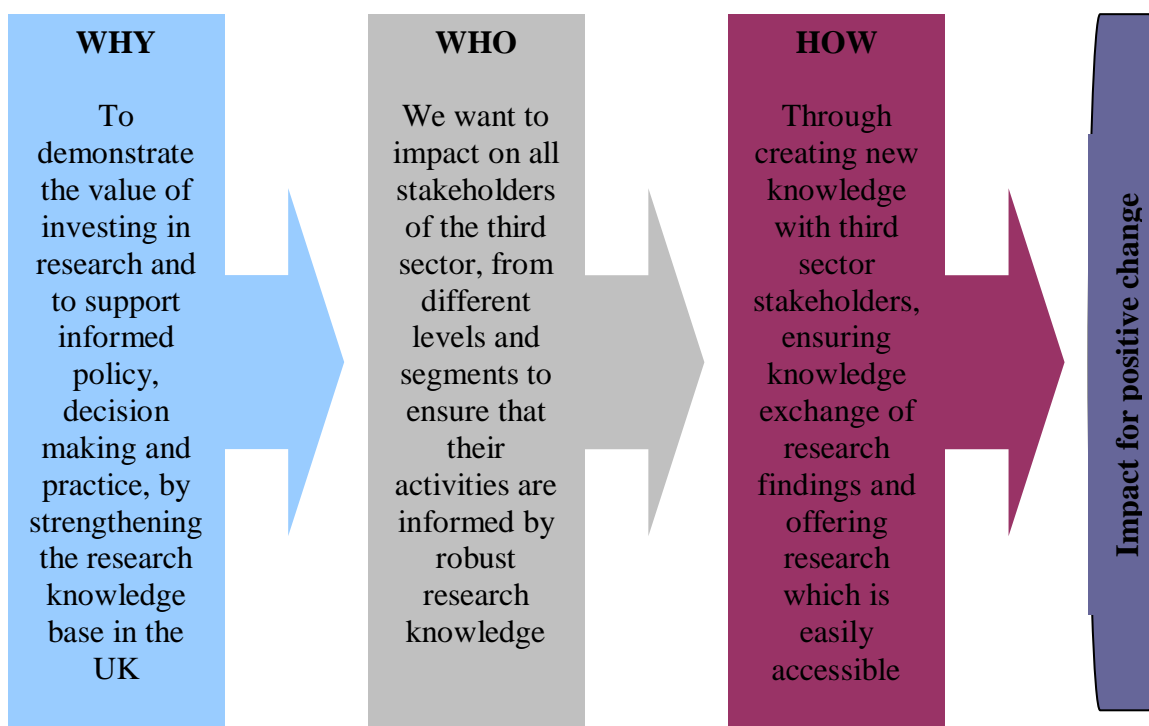 WHY
To
demonstrate
the value of
investing in
research and
to support
informed
policy,
decision
making and
practice, by
strengthening
the research
knowledge
base in the
UK
WHO
We want to
impact on all
stakeholders
of the third
sector, from
different
levels and
segments to
ensure that
their
activities are
informed by
robust
research
knowledge
HOW
Through
creating new
knowledge
with third
sector
stakeholders,
ensuring
knowledge
exchange of
research
findings and
offering
research
which is
easily
accessible
Impact for positive change